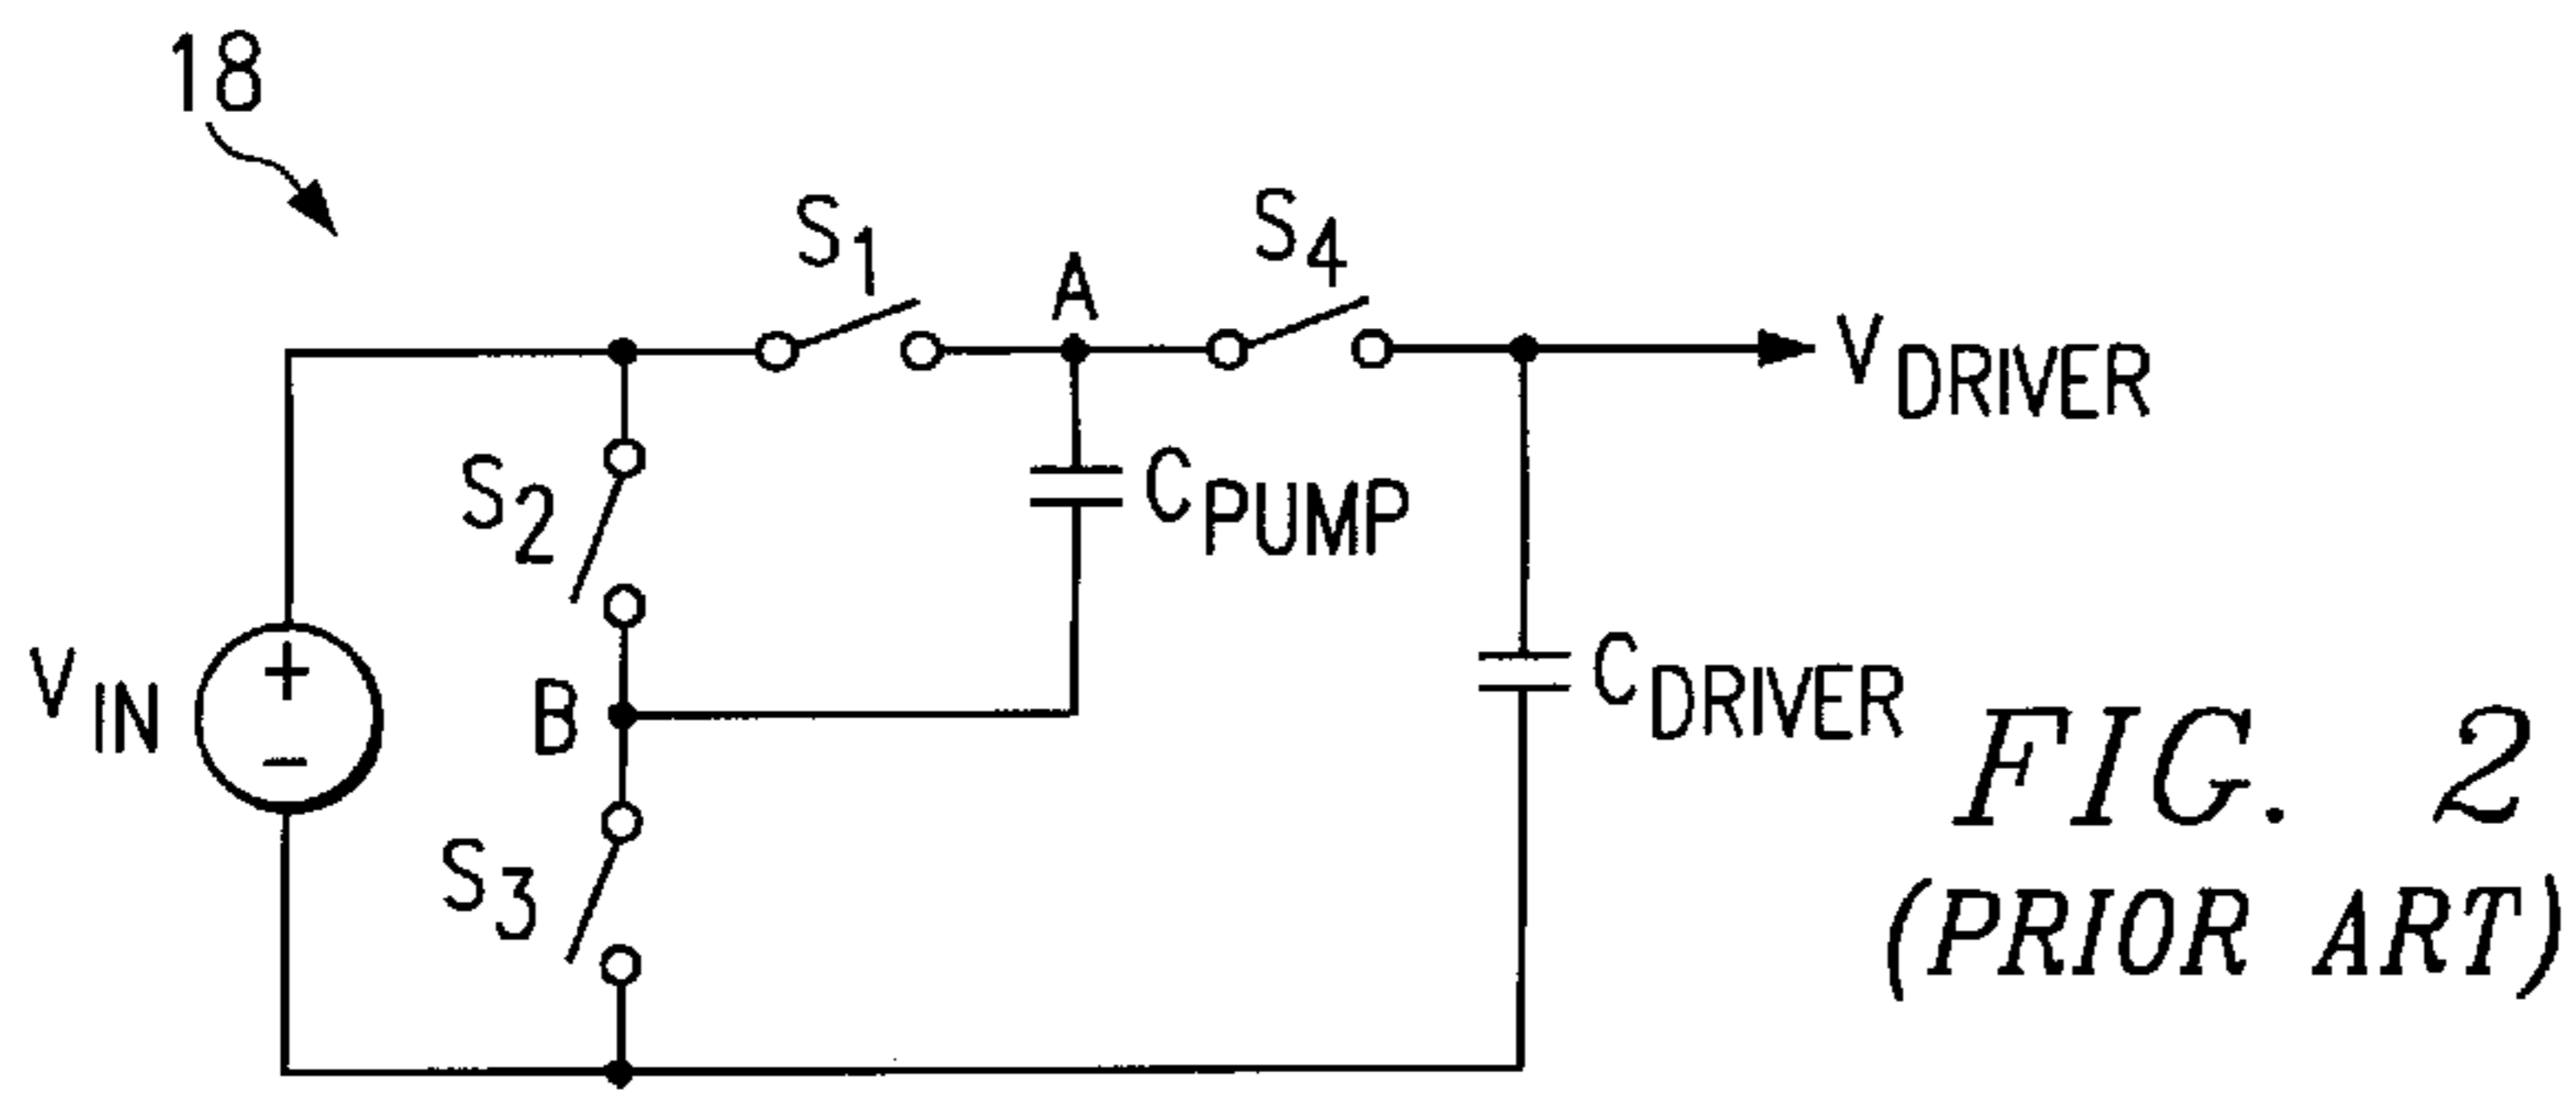 18
S1
A
S4
VDRIVER
S2
CPUMP
VIN
+
−
B
CDRIVER
S3
FIG. 2
(PRIOR ART)